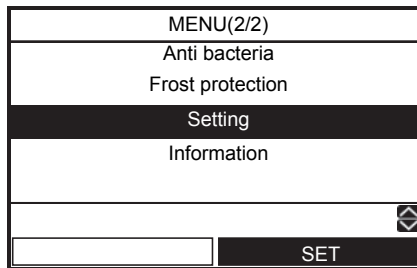 MENU(2/2)
Anti bacteria
Frost protection
Setting
Information
SET